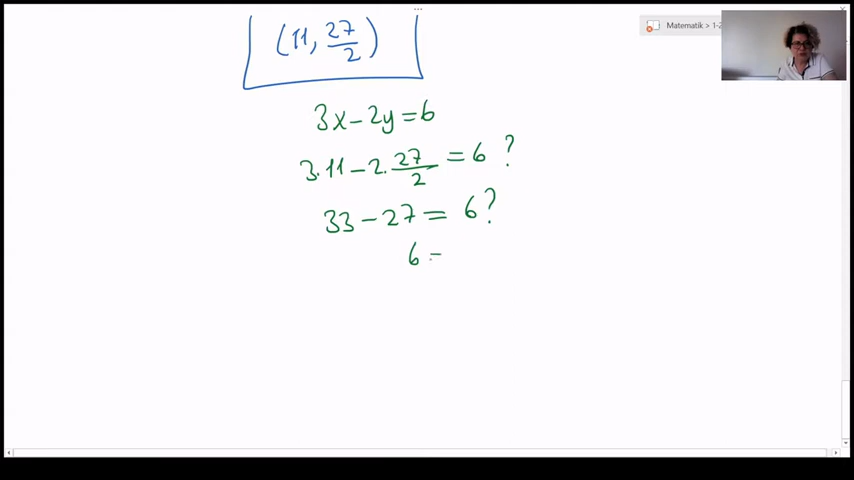 Matematik > 1-2
(11, 27/2)
3x-2y=6
3·11-2·27/2=6 ?
33-27=6?
6=